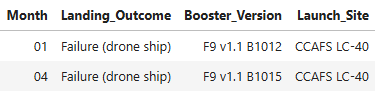 Month Landing_Outcome Booster_Version Launch_Site
01 Failure (drone ship) F9 v1.1 B1012 CCAFS LC-40
04 Failure (drone ship) F9 v1.1 B1015 CCAFS LC-40